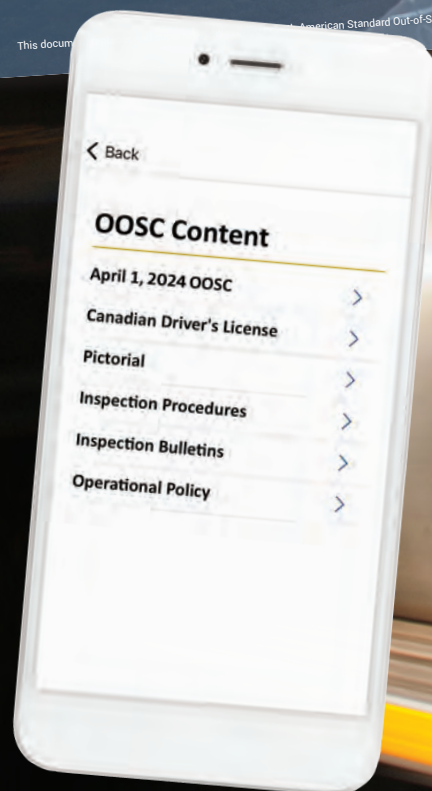 American Standard Out-of-S
This docum
Back
OOSC Content
April 1, 2024 OOSC
Canadian Driver's License
Pictorial
Inspection Procedures
Inspection Bulletins
Operational Policy